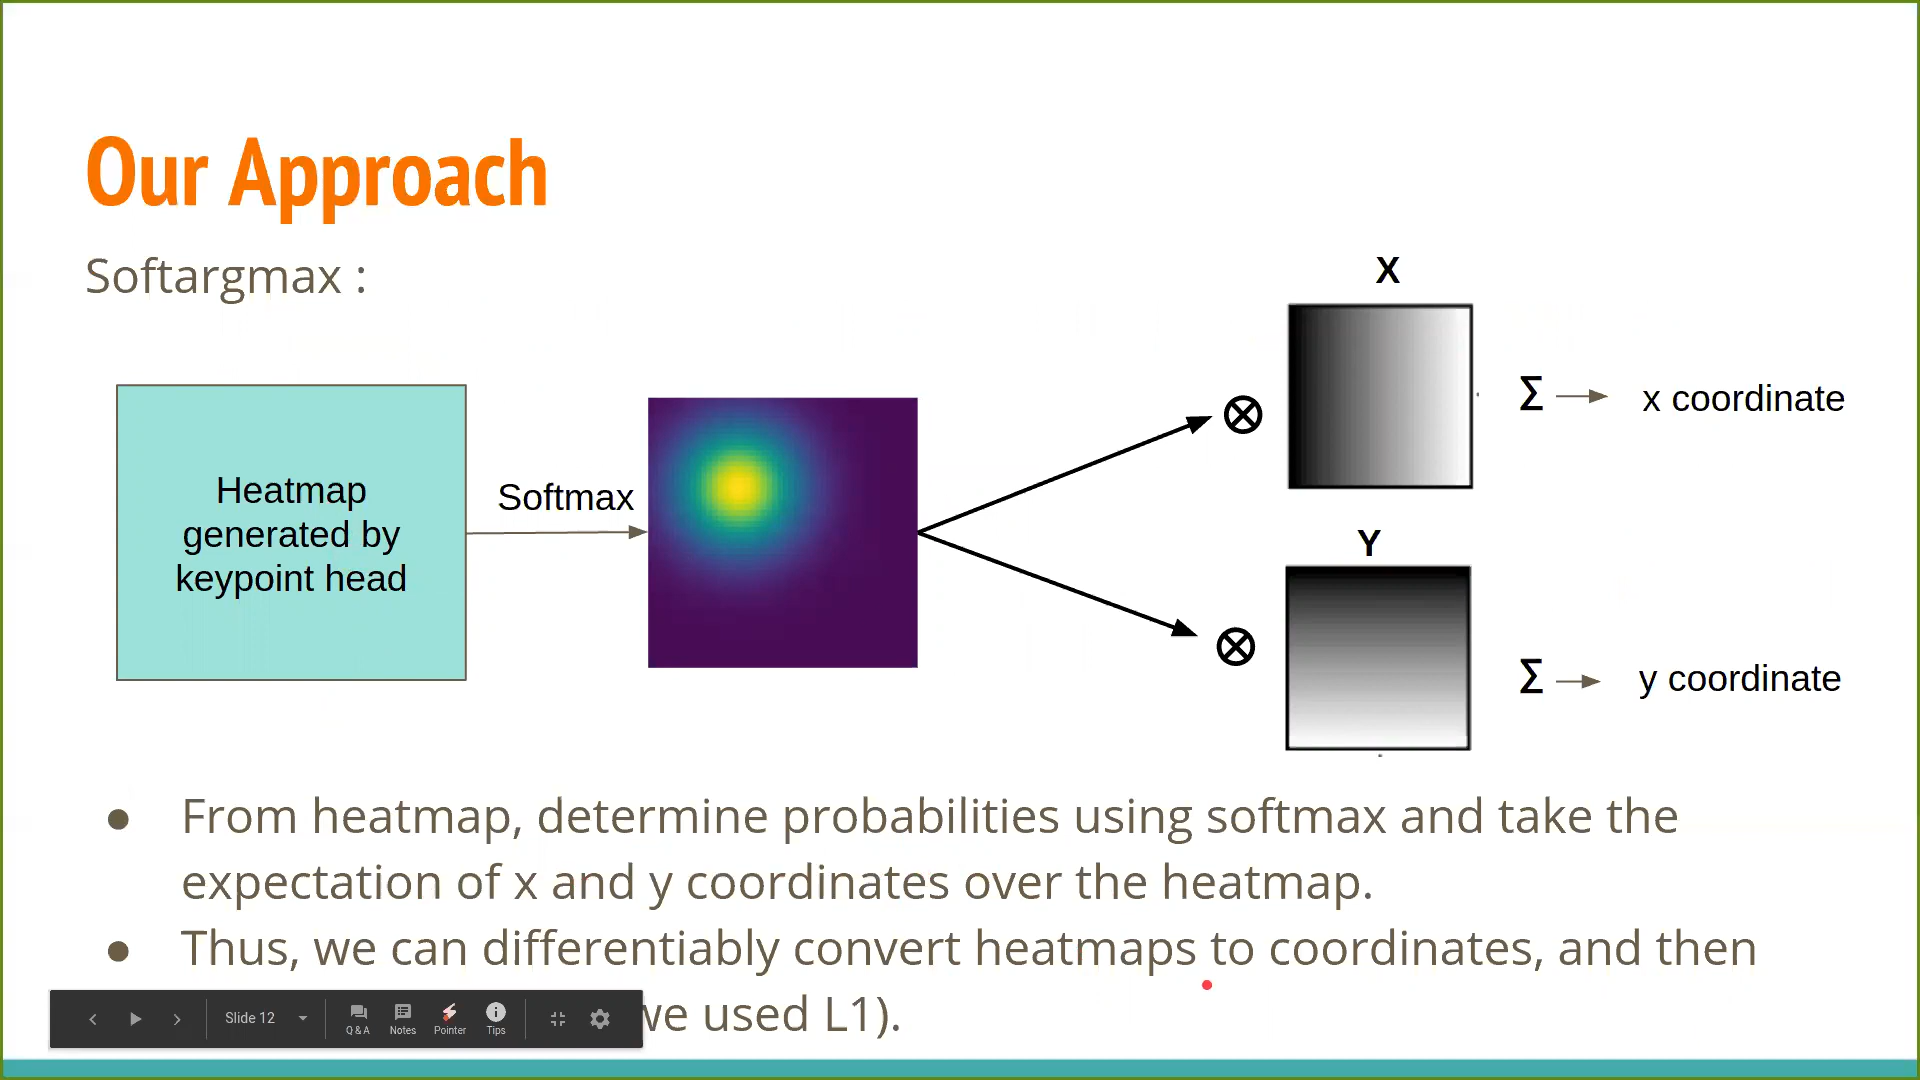 Our Approach
Softargmax :
Heatmap
generated by
keypoint head
Softmax
X
Σ
x coordinate
Y
Σ
y coordinate
● From heatmap, determine probabilities using softmax and take the
expectation of x and y coordinates over the heatmap.
● Thus, we can differentiably convert heatmaps to coordinates, and then
we used L1).
Slide 12
Q & A
Notes
Pointer
Tips